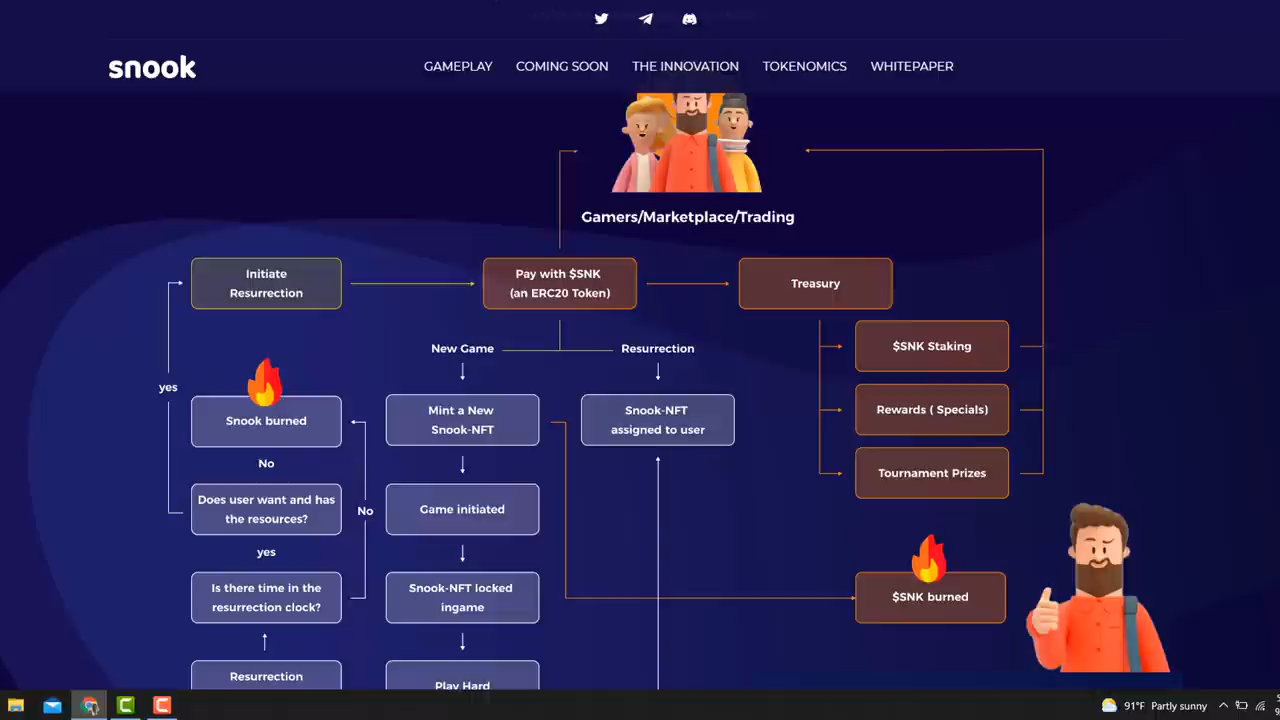 snook
GAMEPLAY
COMING SOON
THE INNOVATION
TOKENOMICS
WHITEPAPER
Gamers/Marketplace/Trading
Initiate
Resurrection
Pay with $SNK
(an ERC20 Token)
Treasury
New Game
Resurrection
$SNK Staking
yes
Snook burned
Mint a New
Snook-NFT
Snook-NFT
assigned to user
Rewards ( Specials)
No
Tournament Prizes
Does user want and has
the resources?
No
Game initiated
yes
Is there time in the
resurrection clock?
Snook-NFT locked
ingame
$SNK burned
Resurrection
Play Hard
91°F Partly sunny